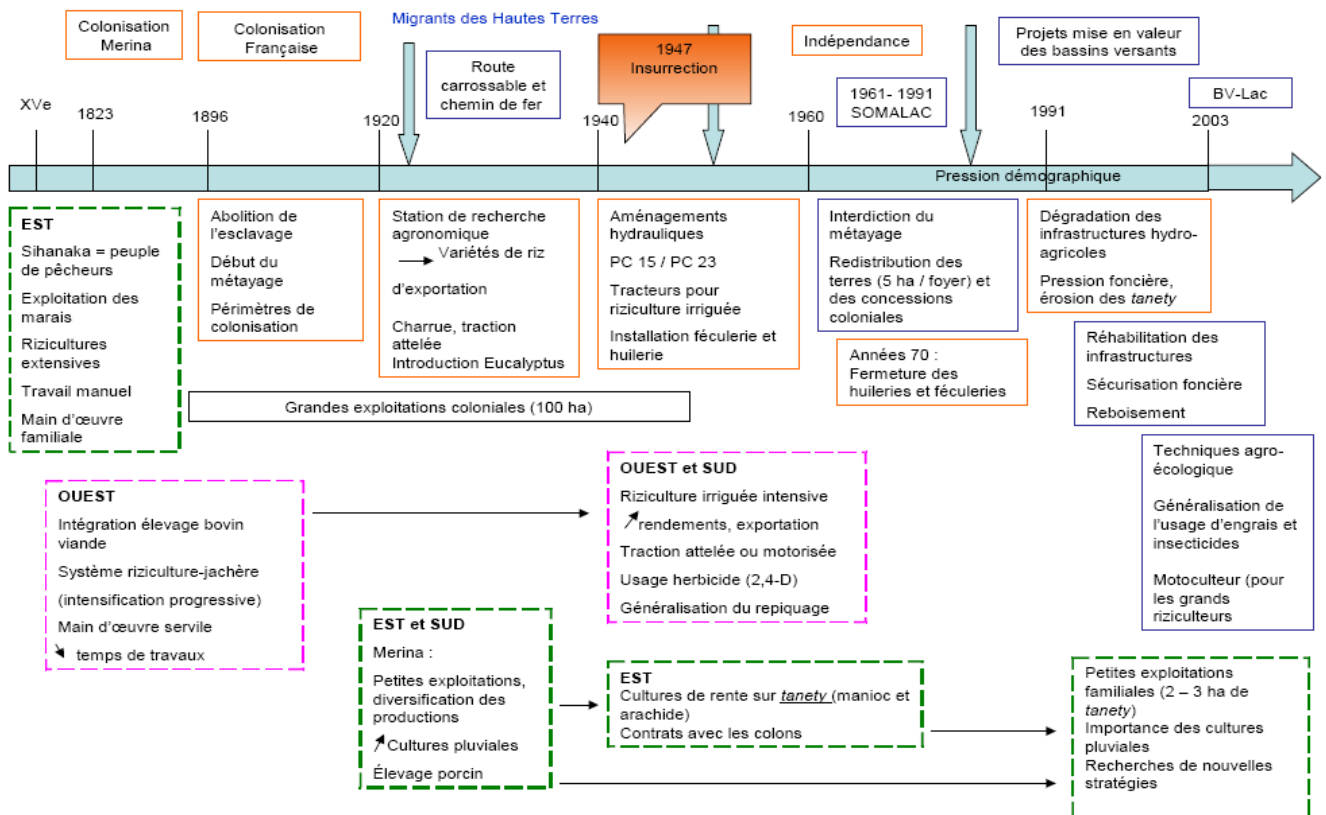 Colonisation
Merina
Colonisation
Française
Migrants des Hautes Terres
Route
carrossable et
chemin de fer
1947
Insurrection
Indépendance
1961- 1991
SOMALAC
Projets mise en valeur
des bassins versants
BV-Lac
XVe
1823
1896
1920
1940
1960
1991
2003
Pression démographique
EST
Sihanaka = peuple
de pêcheurs
Exploitation des
marais
Rizicultures
extensives
Travail manuel
Main d'œuvre
familiale
Abolition de
l'esclavage
Début du
métayage
Périmètres de
colonisation
Station de recherche
agronomique
→ Variétés de riz
d'exportation
Charrue, traction
attelée
Introduction Eucalyptus
Aménagements
hydrauliques
PC 15 / PC 23
Tracteurs pour
riziculture irriguée
Installation féculerie et
huilerie
Interdiction du
métayage
Redistribution des
terres (5 ha / foyer) et
des concessions
coloniales
Années 70 :
Fermeture des
huileries et féculeries
Dégradation des
infrastructures hydro-
agricoles
Pression foncière,
érosion des tanety
Réhabilitation des
infrastructures
Sécurisation foncière
Reboisement
Techniques agro-
écologique
Généralisation de
l'usage d'engrais et
insecticides
Motoculteur (pour
les grands
riziculteurs
Grandes exploitations coloniales (100 ha)
OUEST
Intégration élevage bovin
viande
Système riziculture-jachère
(intensification progressive)
Main d'œuvre servile
↘ temps de travaux
OUEST et SUD
Riziculture irriguée intensive
↗ rendements, exportation
Traction attelée ou motorisée
Usage herbicide (2,4-D)
Généralisation du repiquage
EST et SUD
Merina :
Petites exploitations,
diversification des
productions
↗ Cultures pluviales
Élevage porcin
EST
Cultures de rente sur tanety (manioc et
arachide)
Contrats avec les colons
Petites exploitations
familiales (2 – 3 ha de
tanety)
Importance des cultures
pluviales
Recherches de nouvelles
stratégies